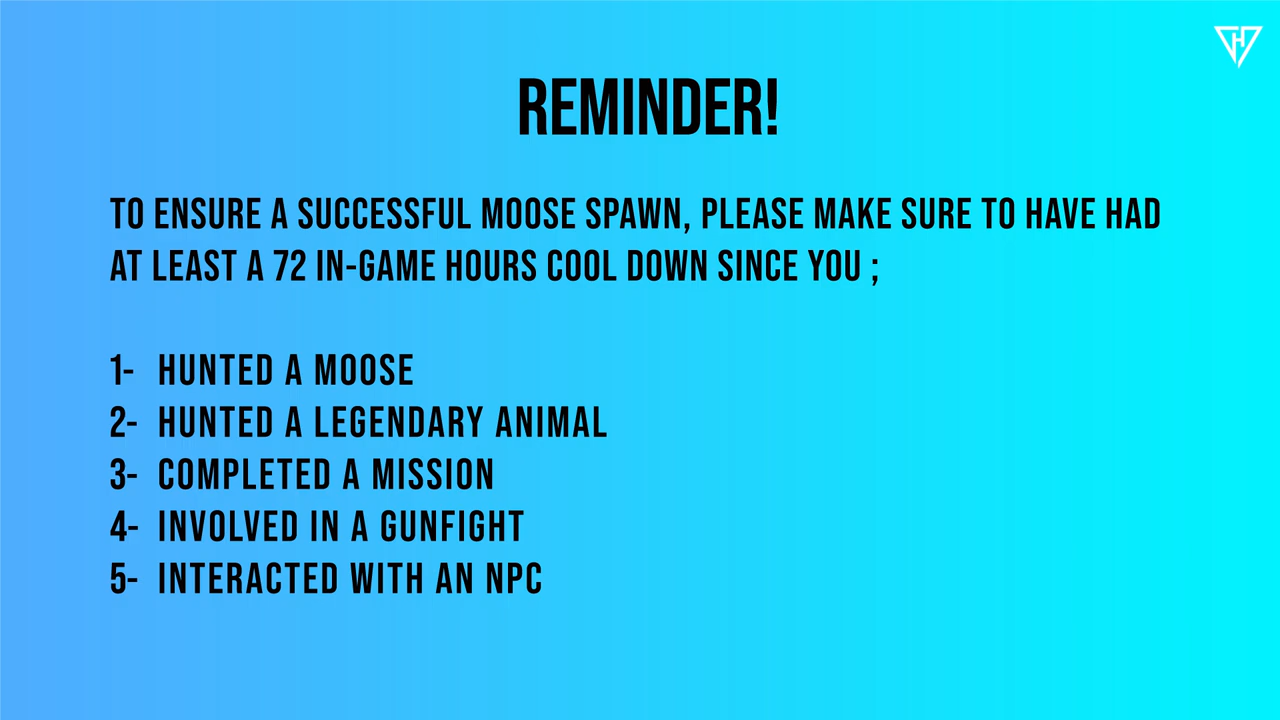 REMINDER!
TO ENSURE A SUCCESSFUL MOOSE SPAWN, PLEASE MAKE SURE TO HAVE HAD
AT LEAST A 72 IN-GAME HOURS COOL DOWN SINCE YOU ;
1- HUNTED A MOOSE
2- HUNTED A LEGENDARY ANIMAL
3- COMPLETED A MISSION
4- INVOLVED IN A GUNFIGHT
5- INTERACTED WITH AN NPC